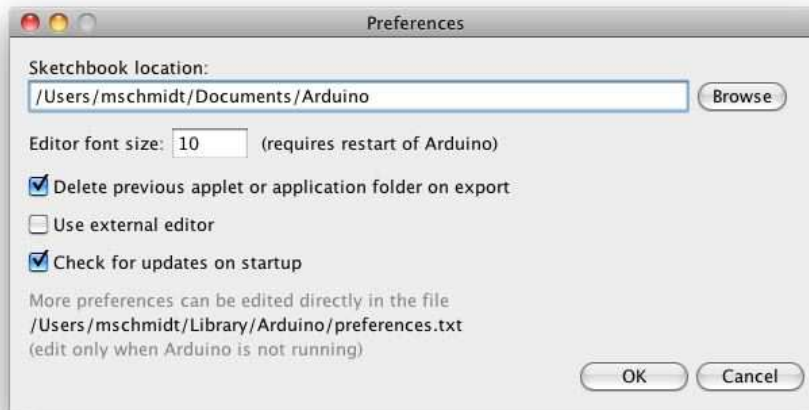 Preferences
Sketchbook location:
/Users/mschmidt/Documents/Arduino
Browse
Editor font size: 10 (requires restart of Arduino)
Delete previous applet or application folder on export
Use external editor
Check for updates on startup
More preferences can be edited directly in the file
/Users/mschmidt/Library/Arduino/preferences.txt
(edit only when Arduino is not running)
OK Cancel